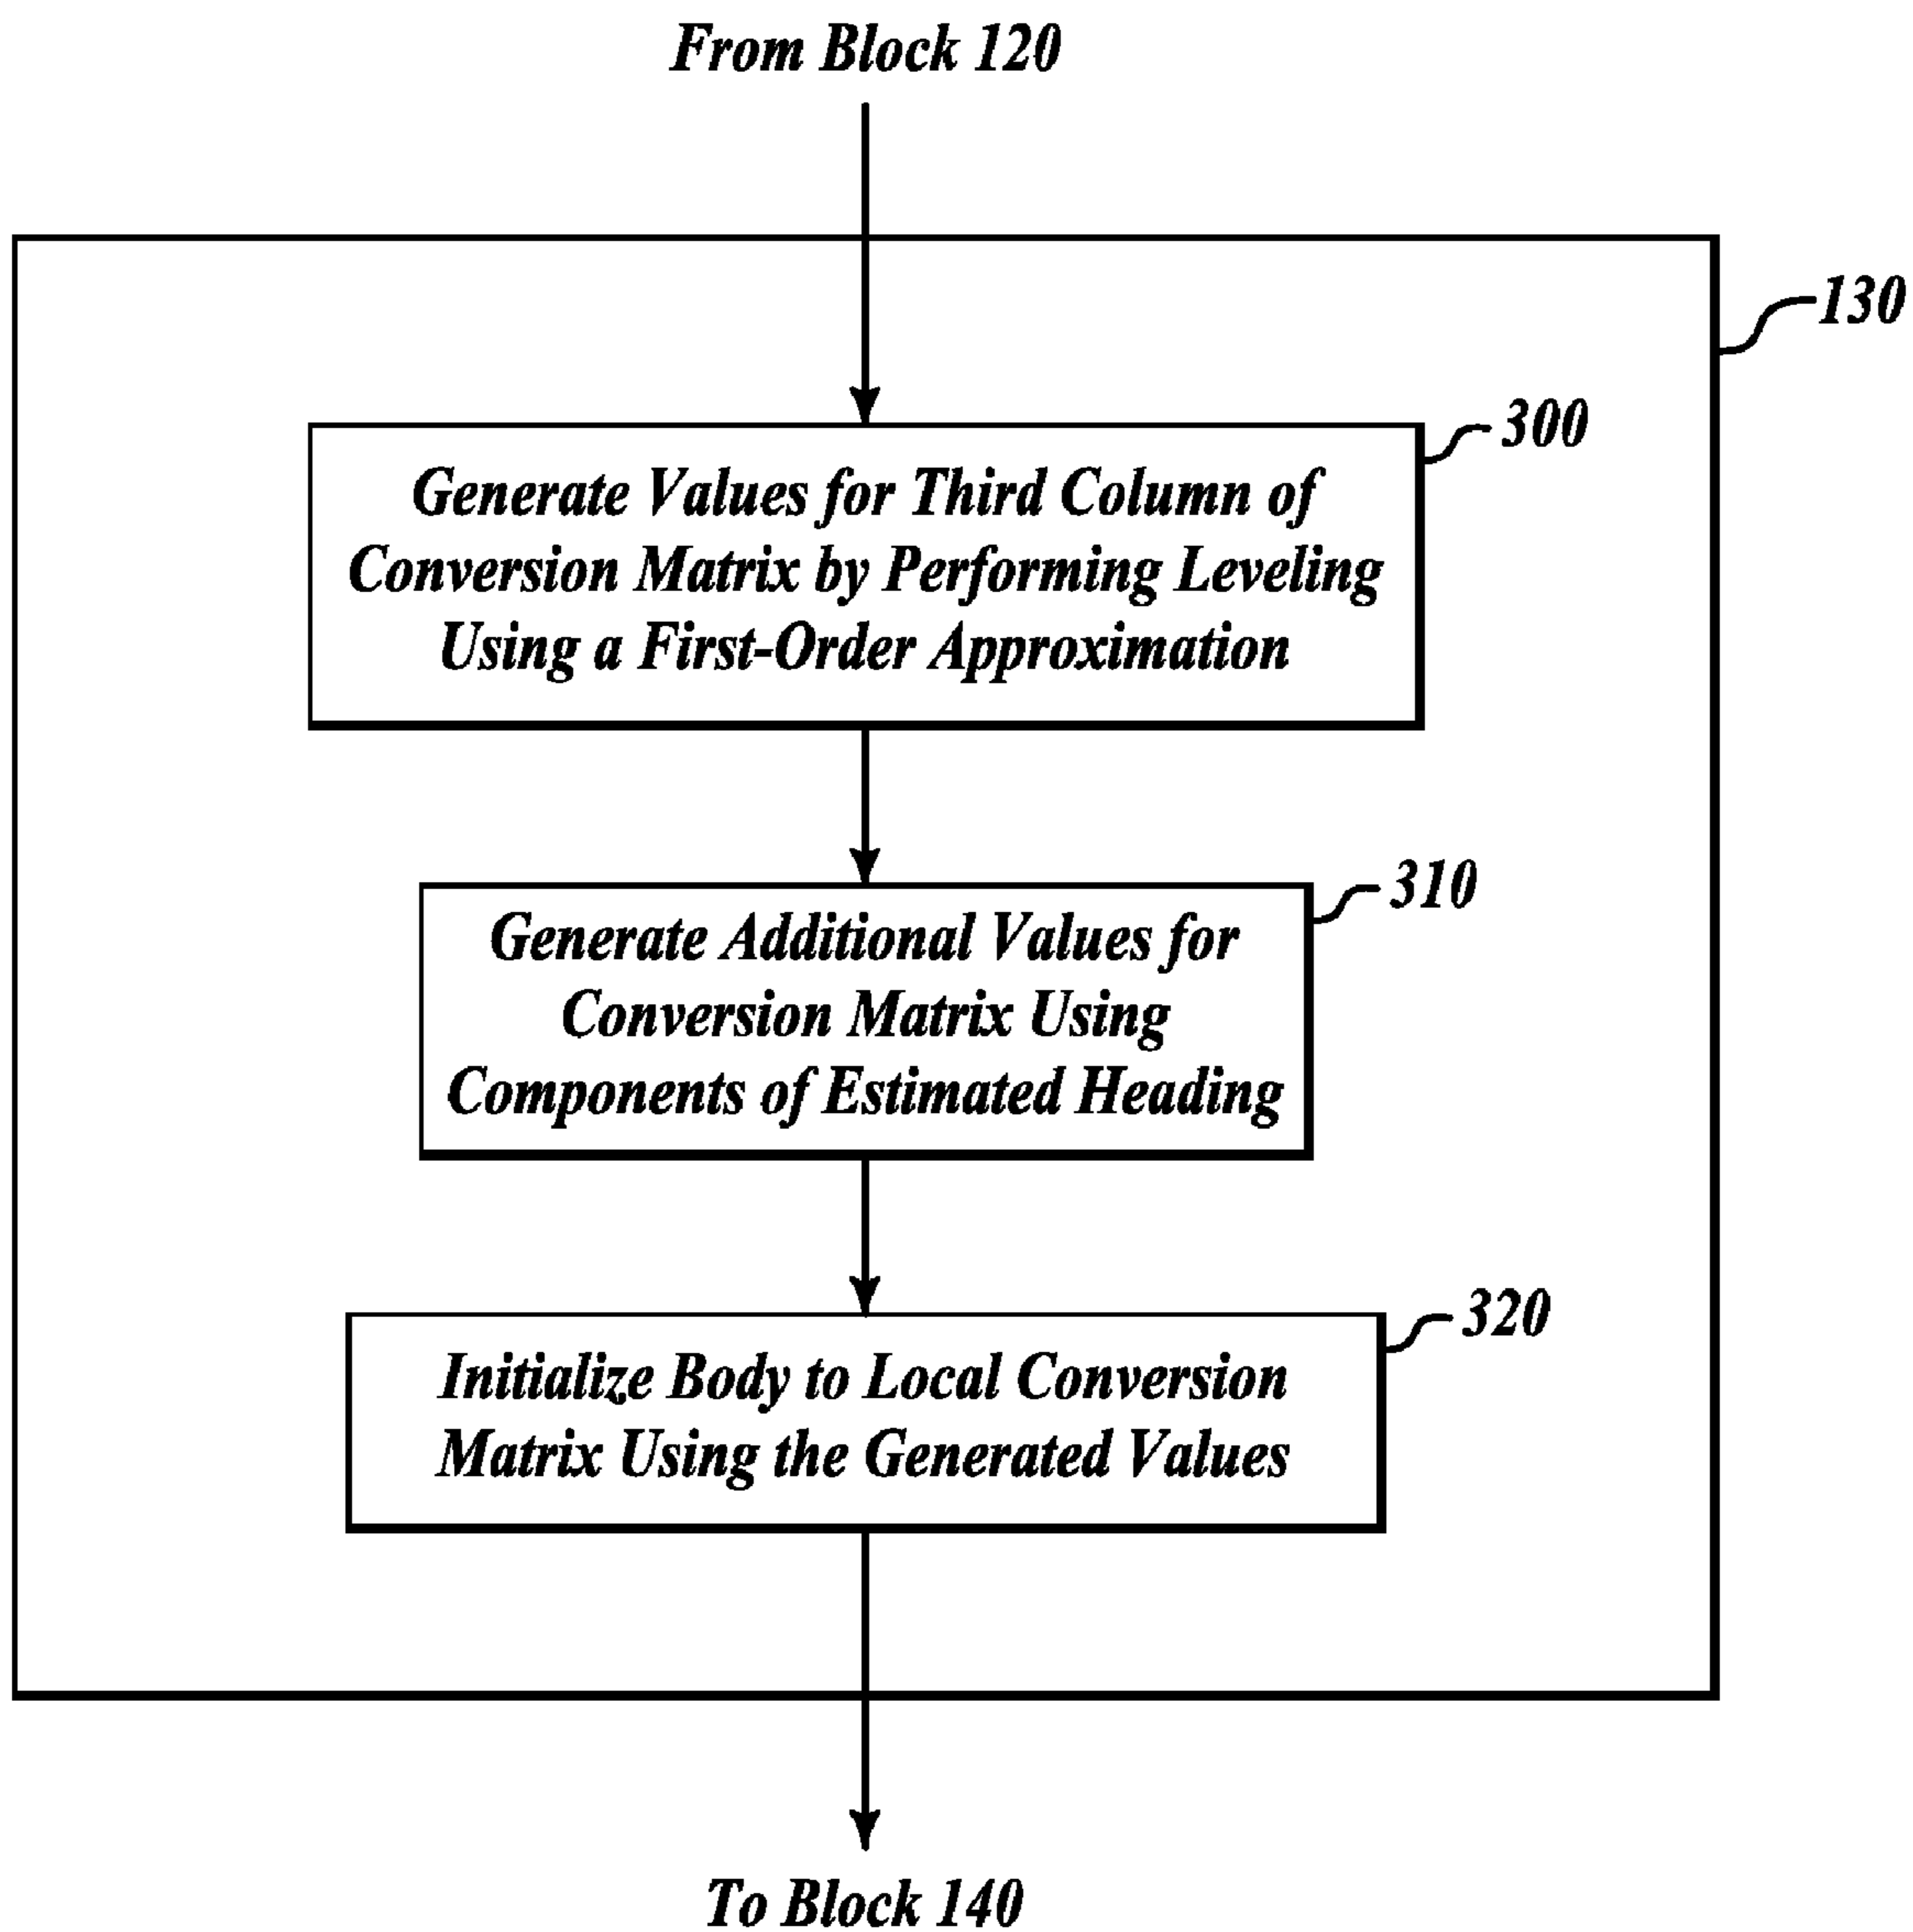 From Block 120
130
300
Generate Values for Third Column of
Conversion Matrix by Performing Leveling
Using a First-Order Approximation
310
Generate Additional Values for
Conversion Matrix Using
Components of Estimated Heading
320
Initialize Body to Local Conversion
Matrix Using the Generated Values
To Block 140